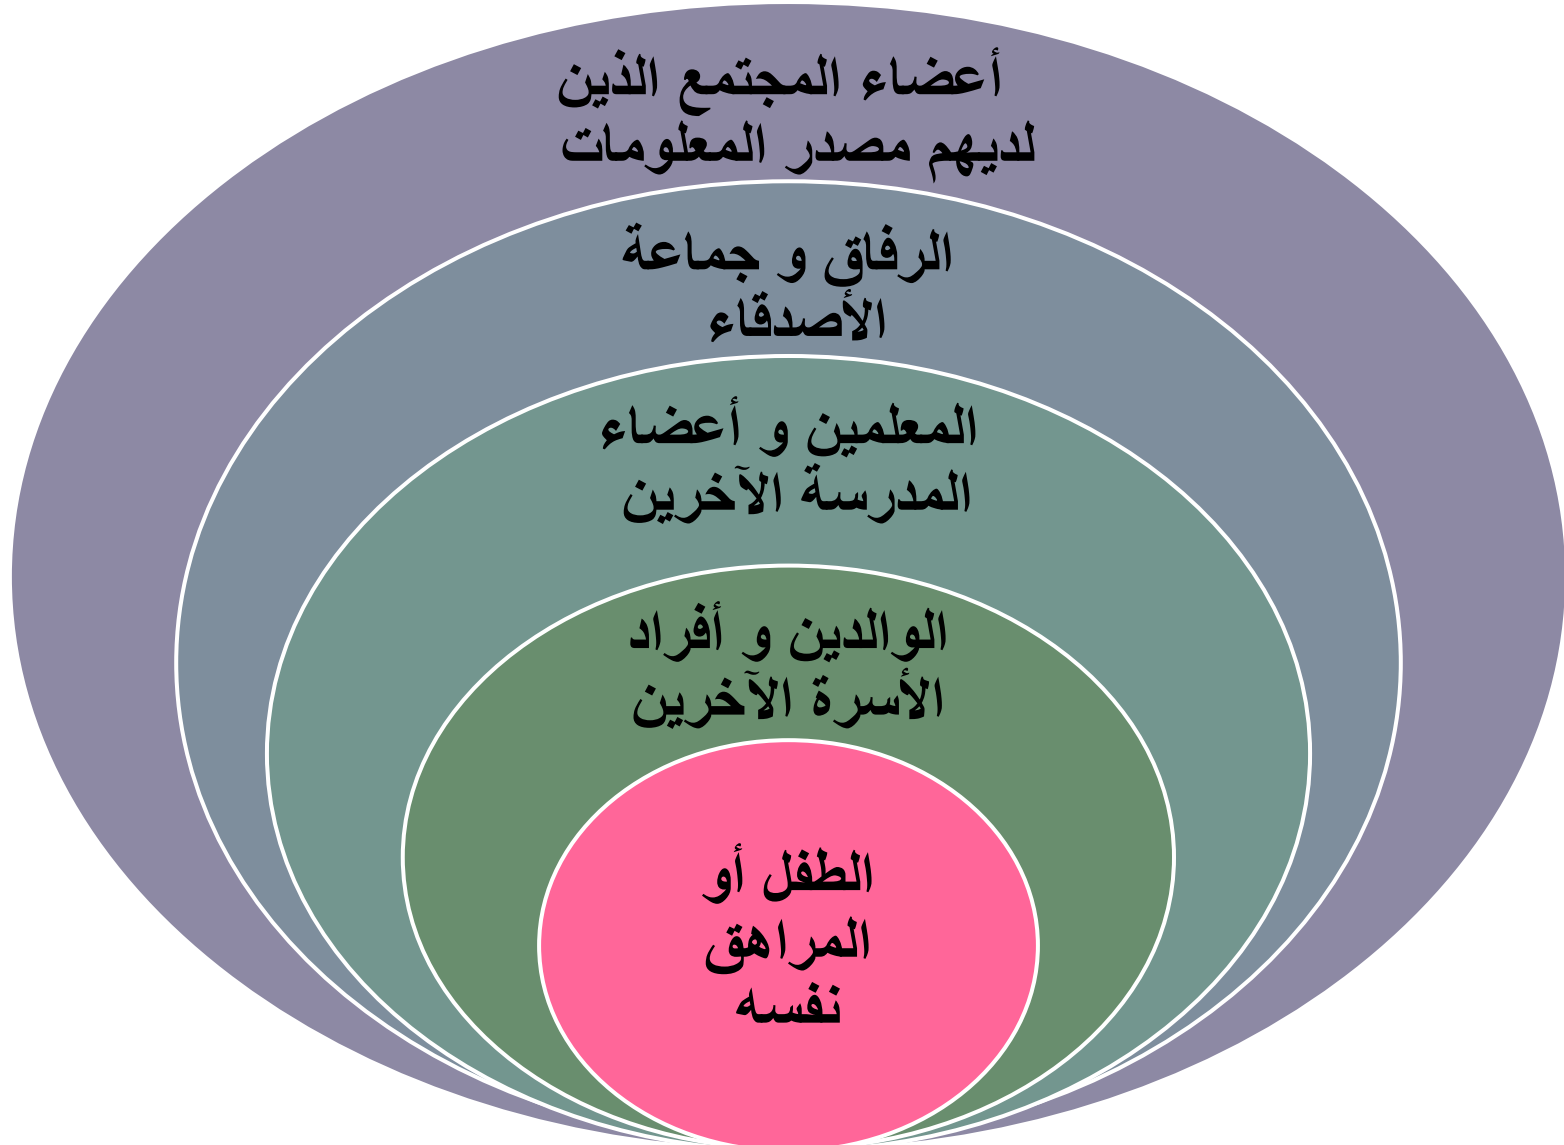 أعضاء المجتمع الذين
لديهم مصدر المعلومات
الرفاق و جماعة
الأصدقاء
المعلمين و أعضاء
المدرسة الآخرين
الوالدين و أفراد
الأسرة الآخرين
الطفل أو
المراهق
نفسه